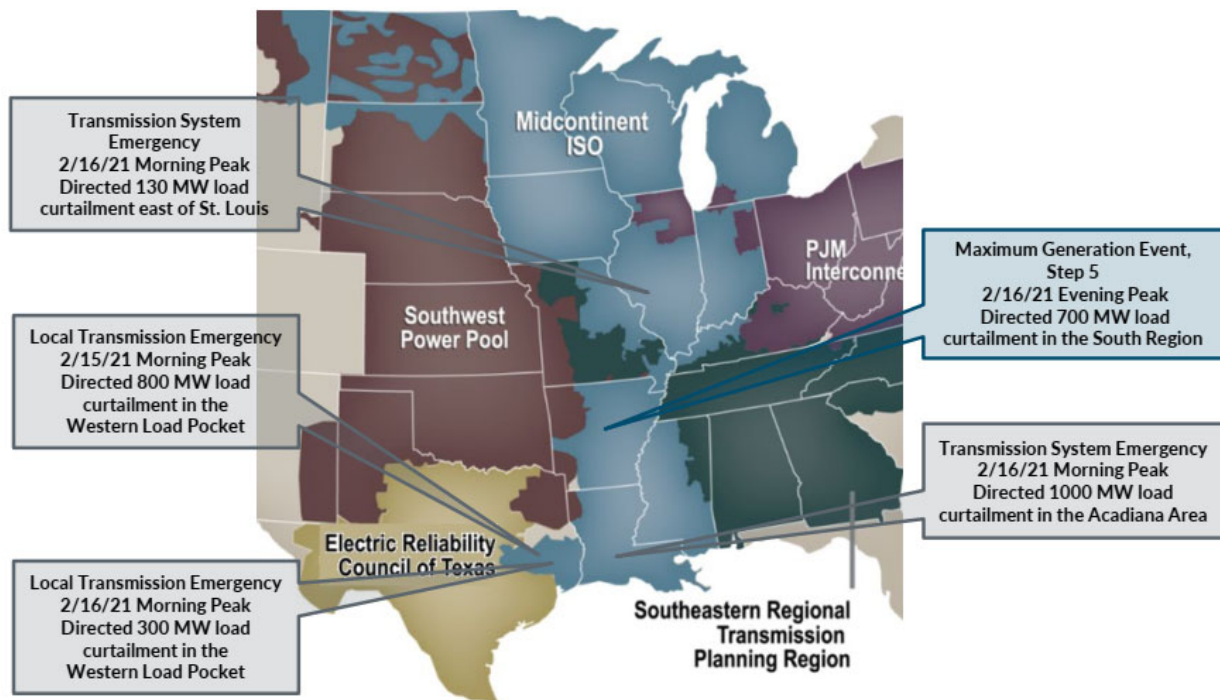 Transmission System
Emergency
2/16/21 Morning Peak
Directed 130 MW load
curtailment east of St. Louis
Local Transmission Emergency
2/15/21 Morning Peak
Directed 800 MW load
curtailment in the
Western Load Pocket
Local Transmission Emergency
2/16/21 Morning Peak
Directed 300 MW load
curtailment in the
Western Load Pocket
Midcontinent
ISO
Southwest
Power Pool
PJM
Interconne
Electric Reliability
Council of Texas
Southeastern Regional
Transmission
Planning Region
Maximum Generation Event,
Step 5
2/16/21 Evening Peak
Directed 700 MW load
curtailment in the South Region
Transmission System Emergency
2/16/21 Morning Peak
Directed 1000 MW load
curtailment in the Acadiana Area